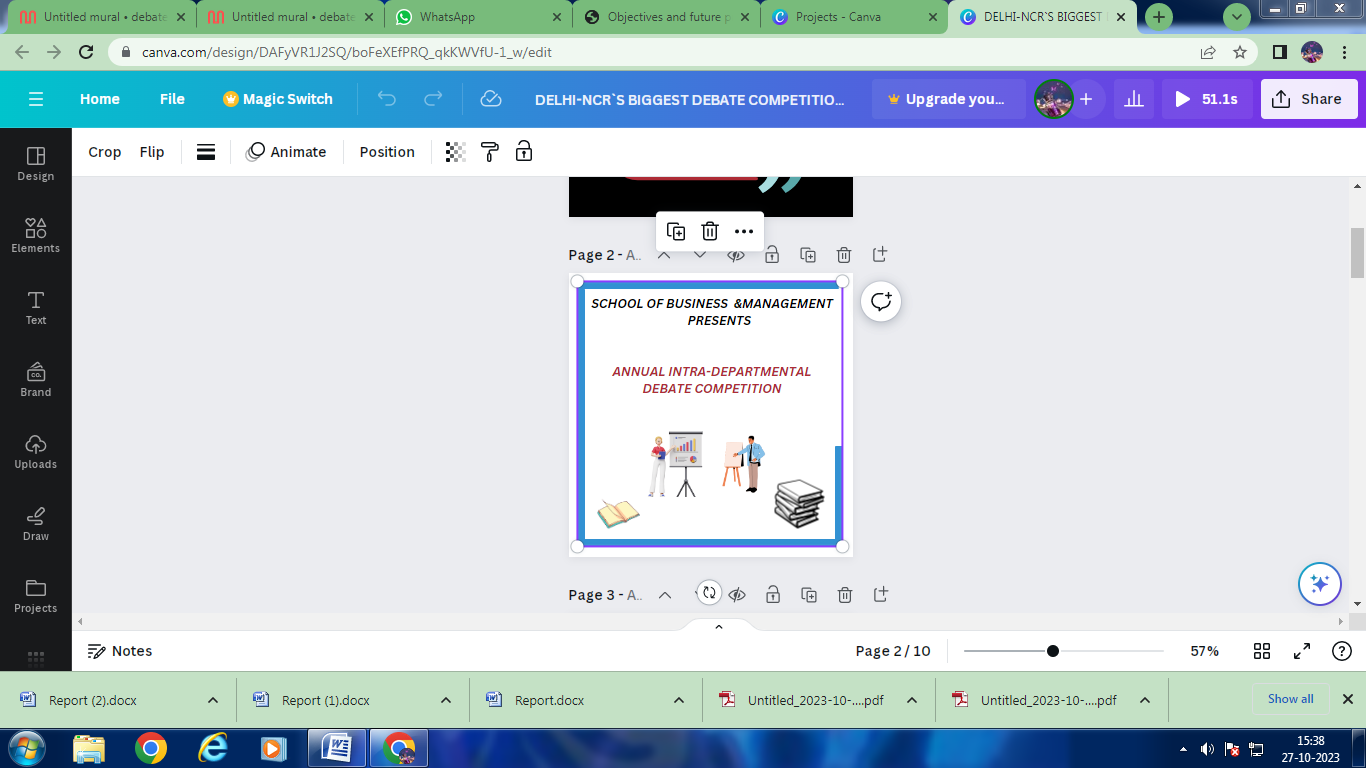 Untitled mural • debate
Untitled mural • debate
WhatsApp
Objectives and future p
Projects - Canva
DELHI-NCR`S BIGGEST
canva.com/design/DAFyVR1J2SQ/boFeXEfPRQ_qkKWVfU-1_w/edit
Home
File
Magic Switch
DELHI-NCR`S BIGGEST DEBATE COMPETITIO...
Upgrade you...
51.1s
Share
Crop
Flip
Animate
Position
Design
Elements
Text
Brand
Uploads
Draw
Projects
CO.
Page 2 - A..
SCHOOL OF BUSINESS &MANAGEMENT
PRESENTS
ANNUAL INTRA-DEPARTMENTAL
DEBATE COMPETITION
Page 3 - A..
Notes
Page 2 / 10
57%
Report (2).docx
Report (1).docx
Report.docx
Untitled_2023-10-....pdf
Untitled_2023-10-....pdf
Show all
15:38
27-10-2023